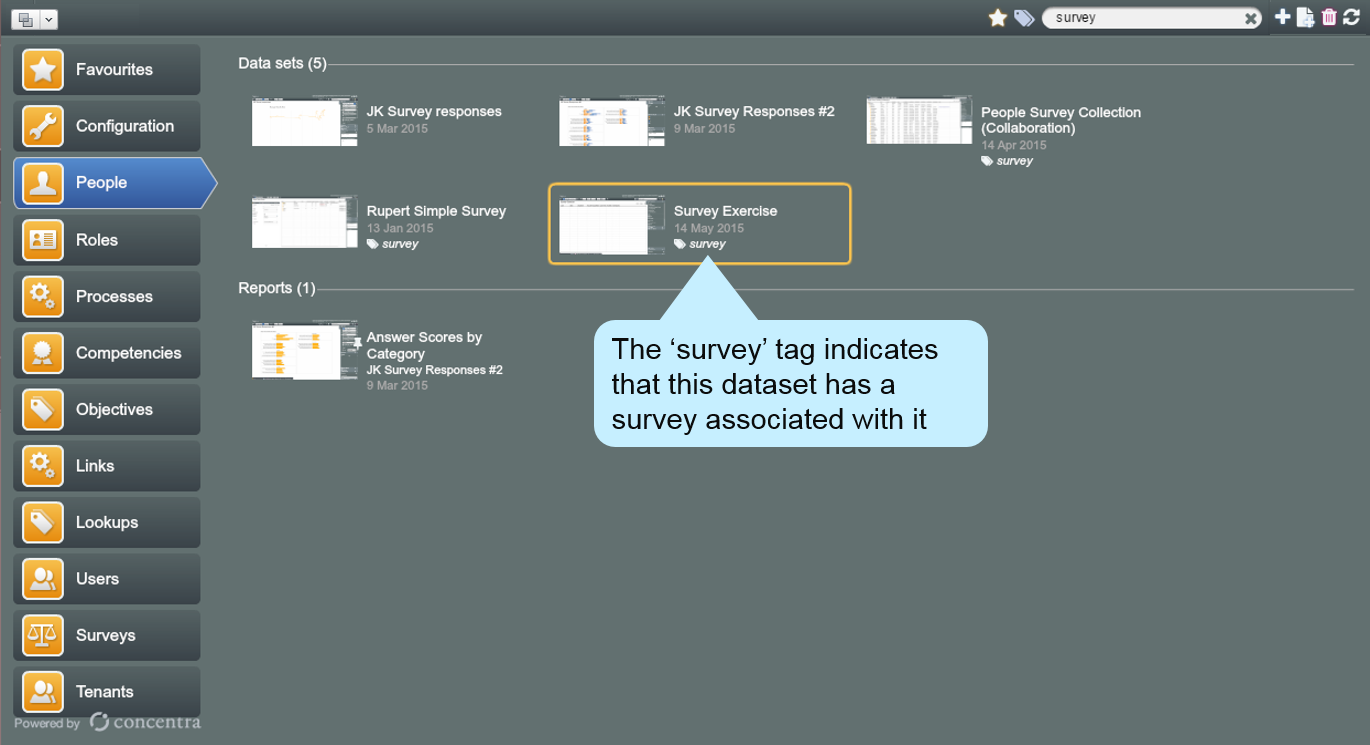 survey
Favourites
Configuration
People
Roles
Processes
Competencies
Objectives
Links
Lookups
Users
Surveys
Tenants
Powered by concentra
Data sets (5)
JK Survey responses
5 Mar 2015
JK Survey Responses #2
9 Mar 2015
People Survey Collection
(Collaboration)
14 Apr 2015
survey
Rupert Simple Survey
13 Jan 2015
survey
Survey Exercise
14 May 2015
survey
Reports (1)
Answer Scores by
Category
JK Survey Responses #2
9 Mar 2015
The ‘survey’ tag indicates
that this dataset has a
survey associated with it